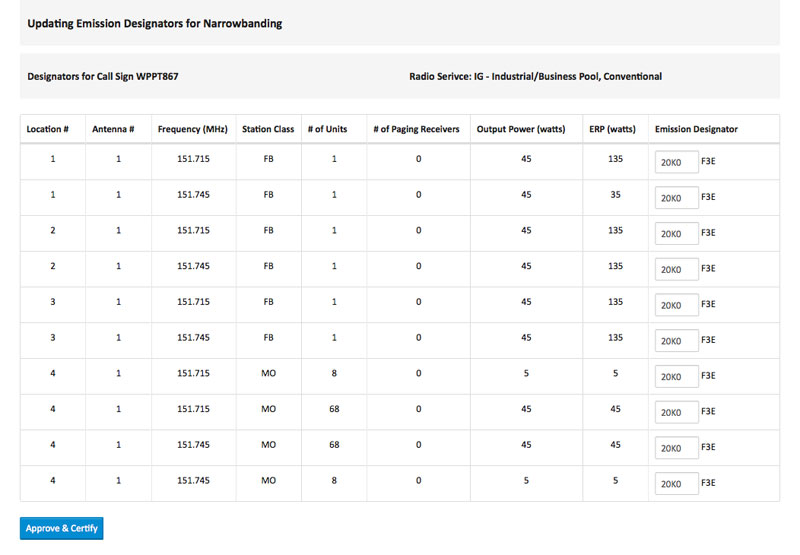 Updating Emission Designators for Narrowbanding
Designators for Call Sign WPPT867 Radio Serivce: IG - Industrial/Business Pool, Conventional
Location # Antenna # Frequency (MHz) Station Class # of Units # of Paging Receivers Output Power (watts) ERP (watts) Emission Designator
1 1 151.715 FB 1 0 45 135 20K0 F3E
1 1 151.745 FB 1 0 45 35 20K0 F3E
2 1 151.715 FB 1 0 45 135 20K0 F3E
2 1 151.745 FB 1 0 45 135 20K0 F3E
3 1 151.715 FB 1 0 45 135 20K0 F3E
3 1 151.745 FB 1 0 45 135 20K0 F3E
4 1 151.715 MO 8 0 5 5 20K0 F3E
4 1 151.715 MO 68 0 45 45 20K0 F3E
4 1 151.745 MO 68 0 45 45 20K0 F3E
4 1 151.745 MO 8 0 5 5 20K0 F3E
Approve & Certify